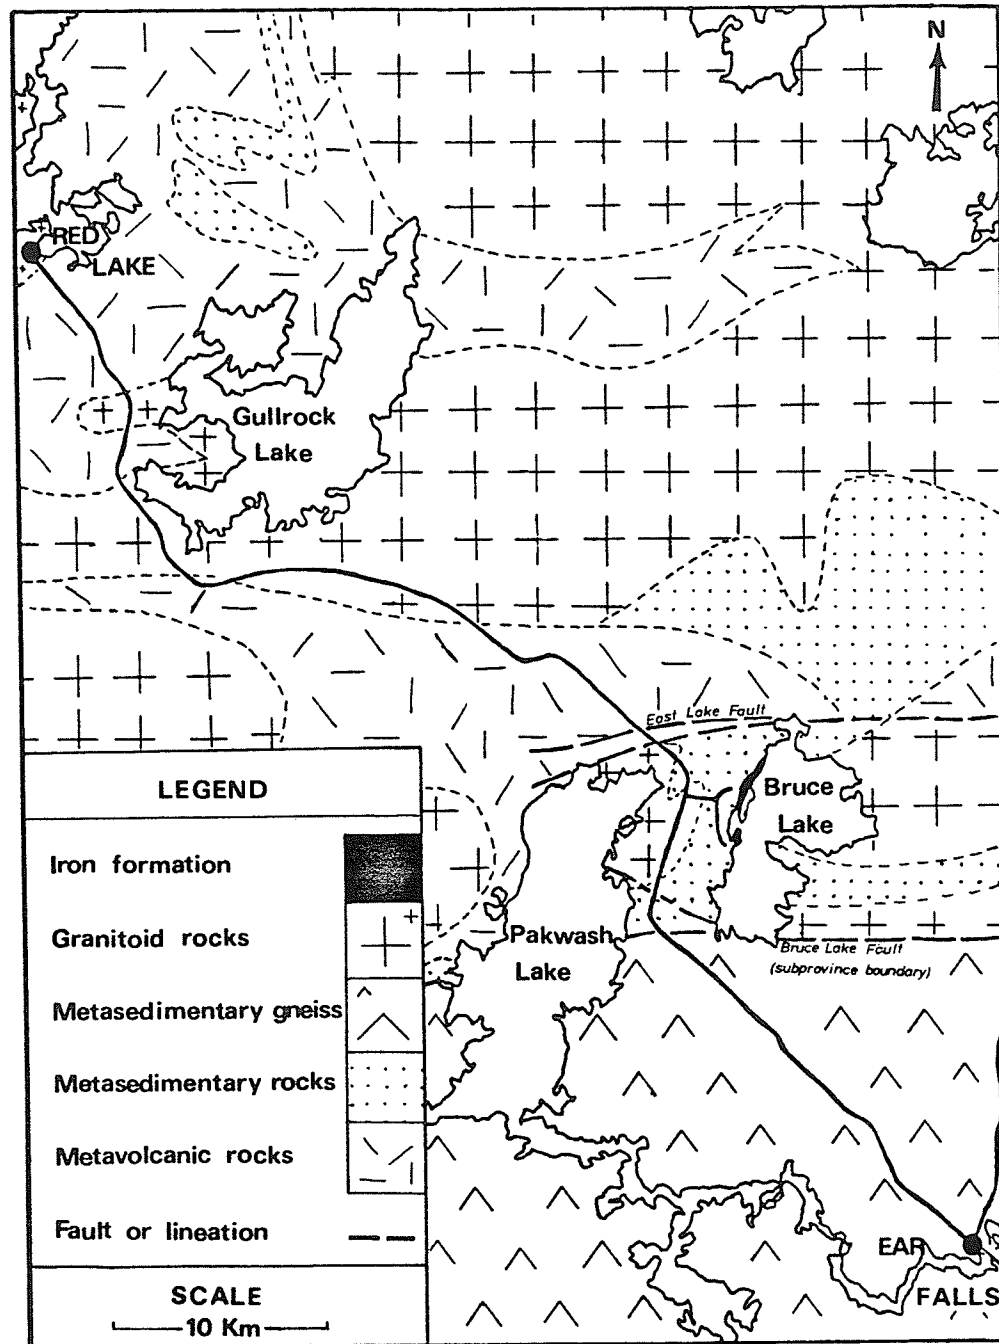 N
RED
LAKE
Gullrock
Lake
East Lake Fault
Bruce
Lake
Pakwash
Lake
Bruce Lake Fault
(subprovince boundary)
EAR
FALLS
LEGEND
Iron formation
Granitoid rocks
Metasedimentary gneiss
Metasedimentary rocks
Metavolcanic rocks
Fault or lineation
SCALE
10 Km